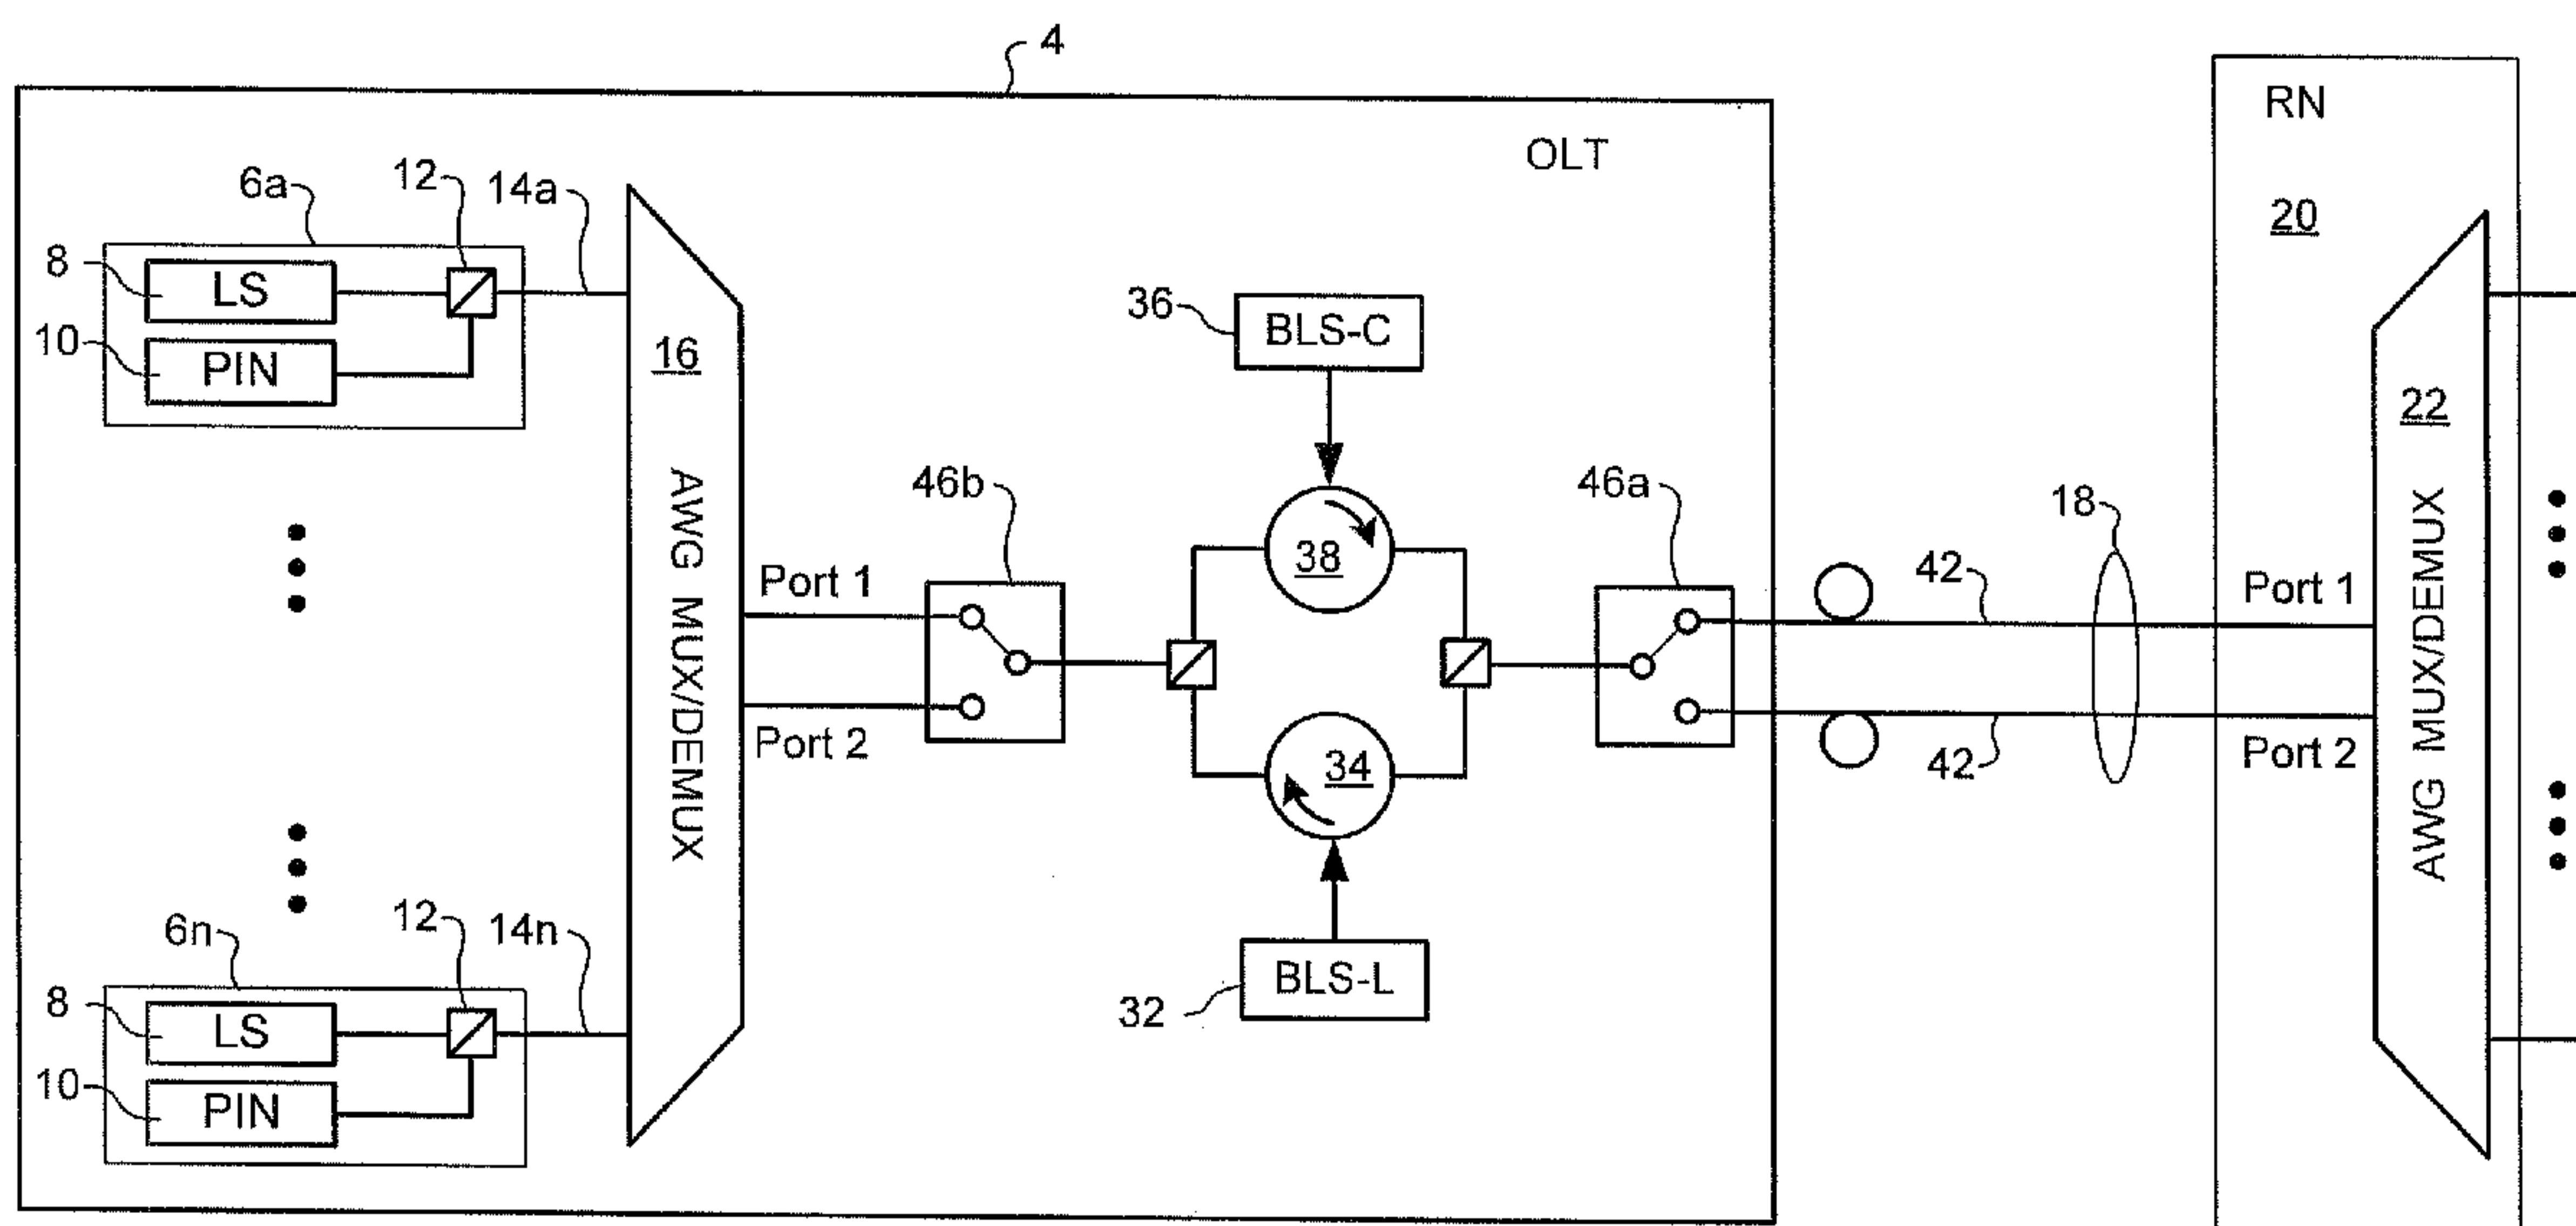 4
OLT
RN
20
6a
12
14a
8
LS
10
PIN
16
AWG MUX/DEMUX
36
BLS-C
22
AWG MUX/DEMUX
46b
46a
18
38
42
Port 1
Port 1
Port 2
Port 2
34
42
6n
12
14n
8
LS
10
PIN
BLS-L
32